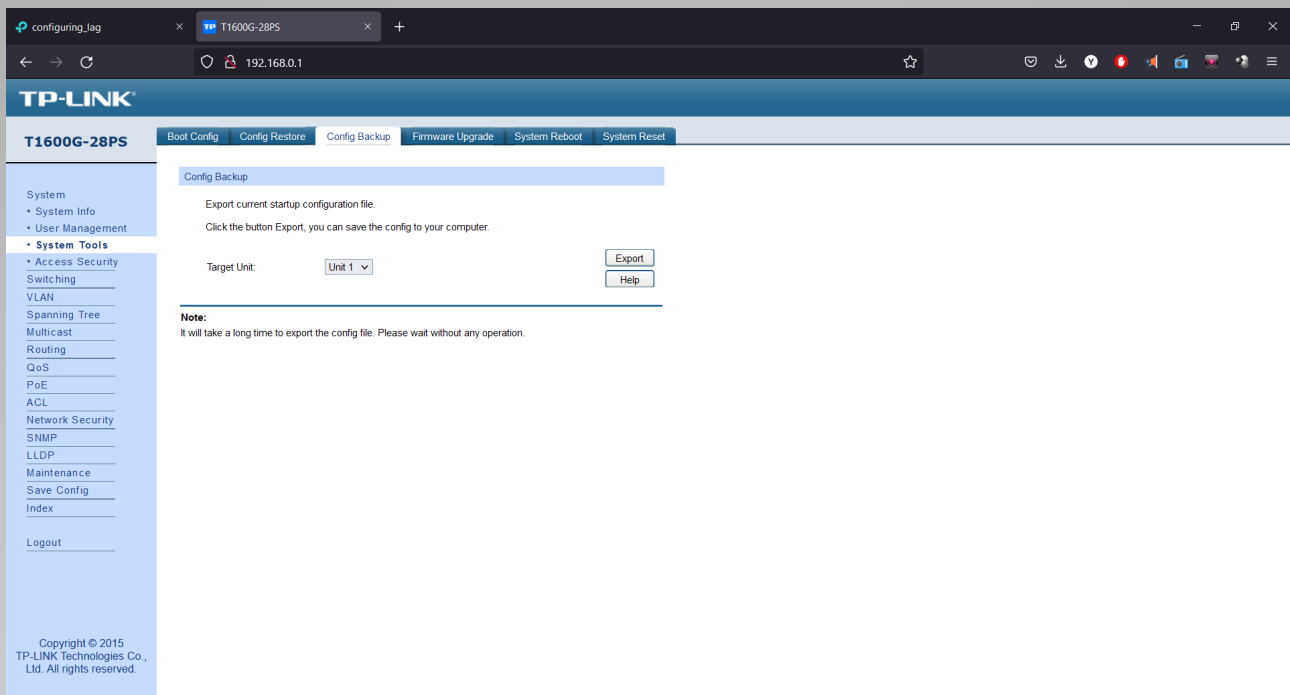 configuring_lag
T1600G-28PS
192.168.0.1
TP-LINK®
T1600G-28PS
Boot Config Config Restore Config Backup Firmware Upgrade System Reboot System Reset
System
• System Info
• User Management
• System Tools
• Access Security
Switching
VLAN
Spanning Tree
Multicast
Routing
QoS
PoE
ACL
Network Security
SNMP
LLDP
Maintenance
Save Config
Index
Logout
Copyright © 2015
TP-LINK Technologies Co.,
Ltd. All rights reserved.
Config Backup
Export current startup configuration file.
Click the button Export, you can save the config to your computer.
Target Unit: Unit 1 Export
Help
Note:
It will take a long time to export the config file. Please wait without any operation.